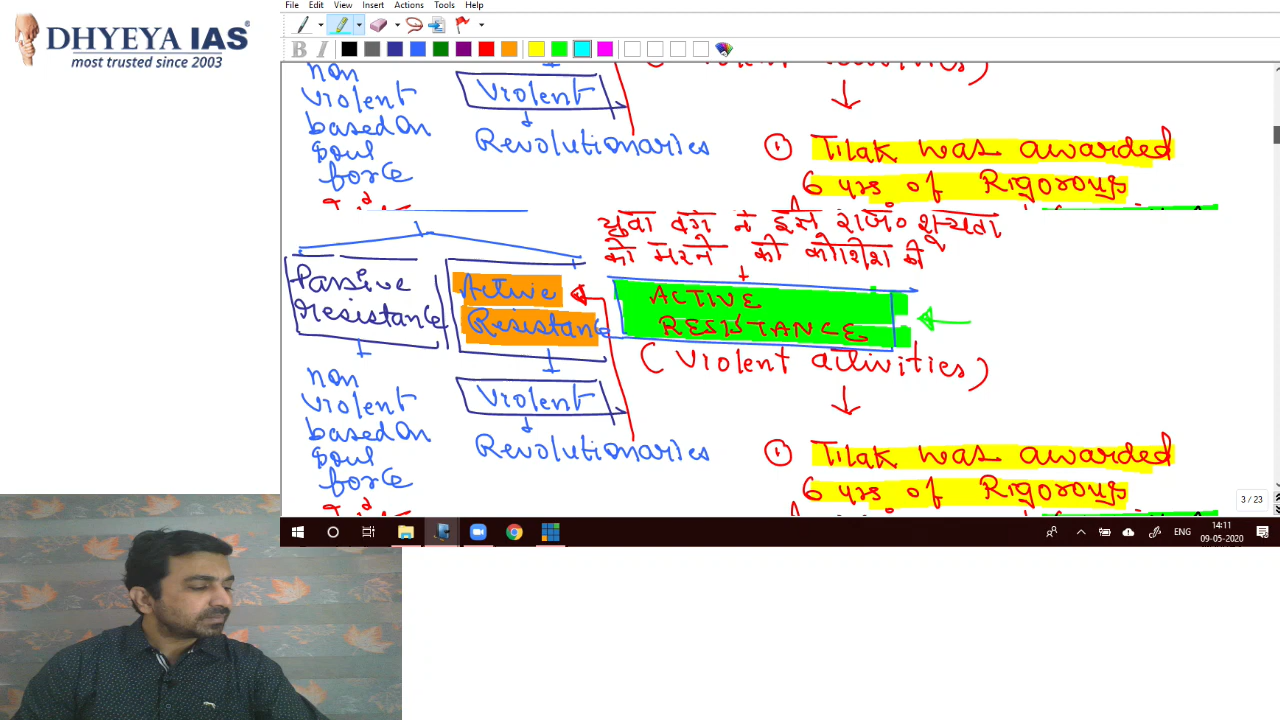 DHYEYA IAS
most trusted since 2003
File Edit View Insert Actions Tools Help
B I
non
violent
based on
soul
force
Violent
Revolutionaries
① Tilak was awarded
6 yrs of Rigorous
युवा वर्ग ने इस
को भरने की कोशिश की
Passive
resistance
Active
Resistance
ACTIVE
RESISTANCE
(Violent activities)
non
violent
based on
soul
force
Violent
Revolutionaries
① Tilak was awarded
6 yrs of Rigorous
3 / 23
ENG
14:11
09-05-2020